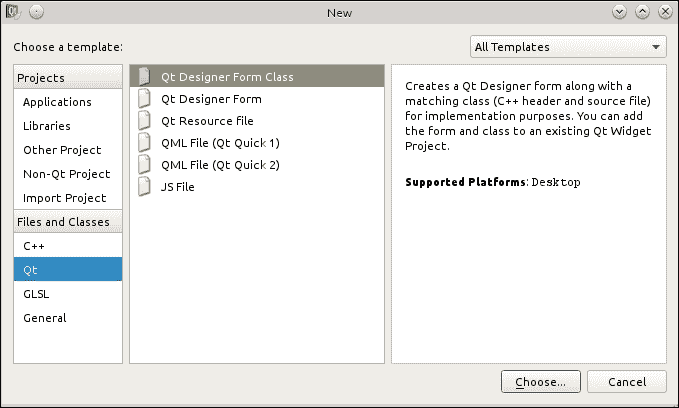 New
Choose a template:
All Templates
Projects
Applications
Libraries
Other Project
Non-Qt Project
Import Project
Files and Classes
C++
Qt
GLSL
General
Qt Designer Form Class
Qt Designer Form
Qt Resource file
QML File (Qt Quick 1)
QML File (Qt Quick 2)
JS File
Creates a Qt Designer form along with a
matching class (C++ header and source file)
for implementation purposes. You can add
the form and class to an existing Qt Widget
Project.
Supported Platforms: Desktop
Choose...
Cancel